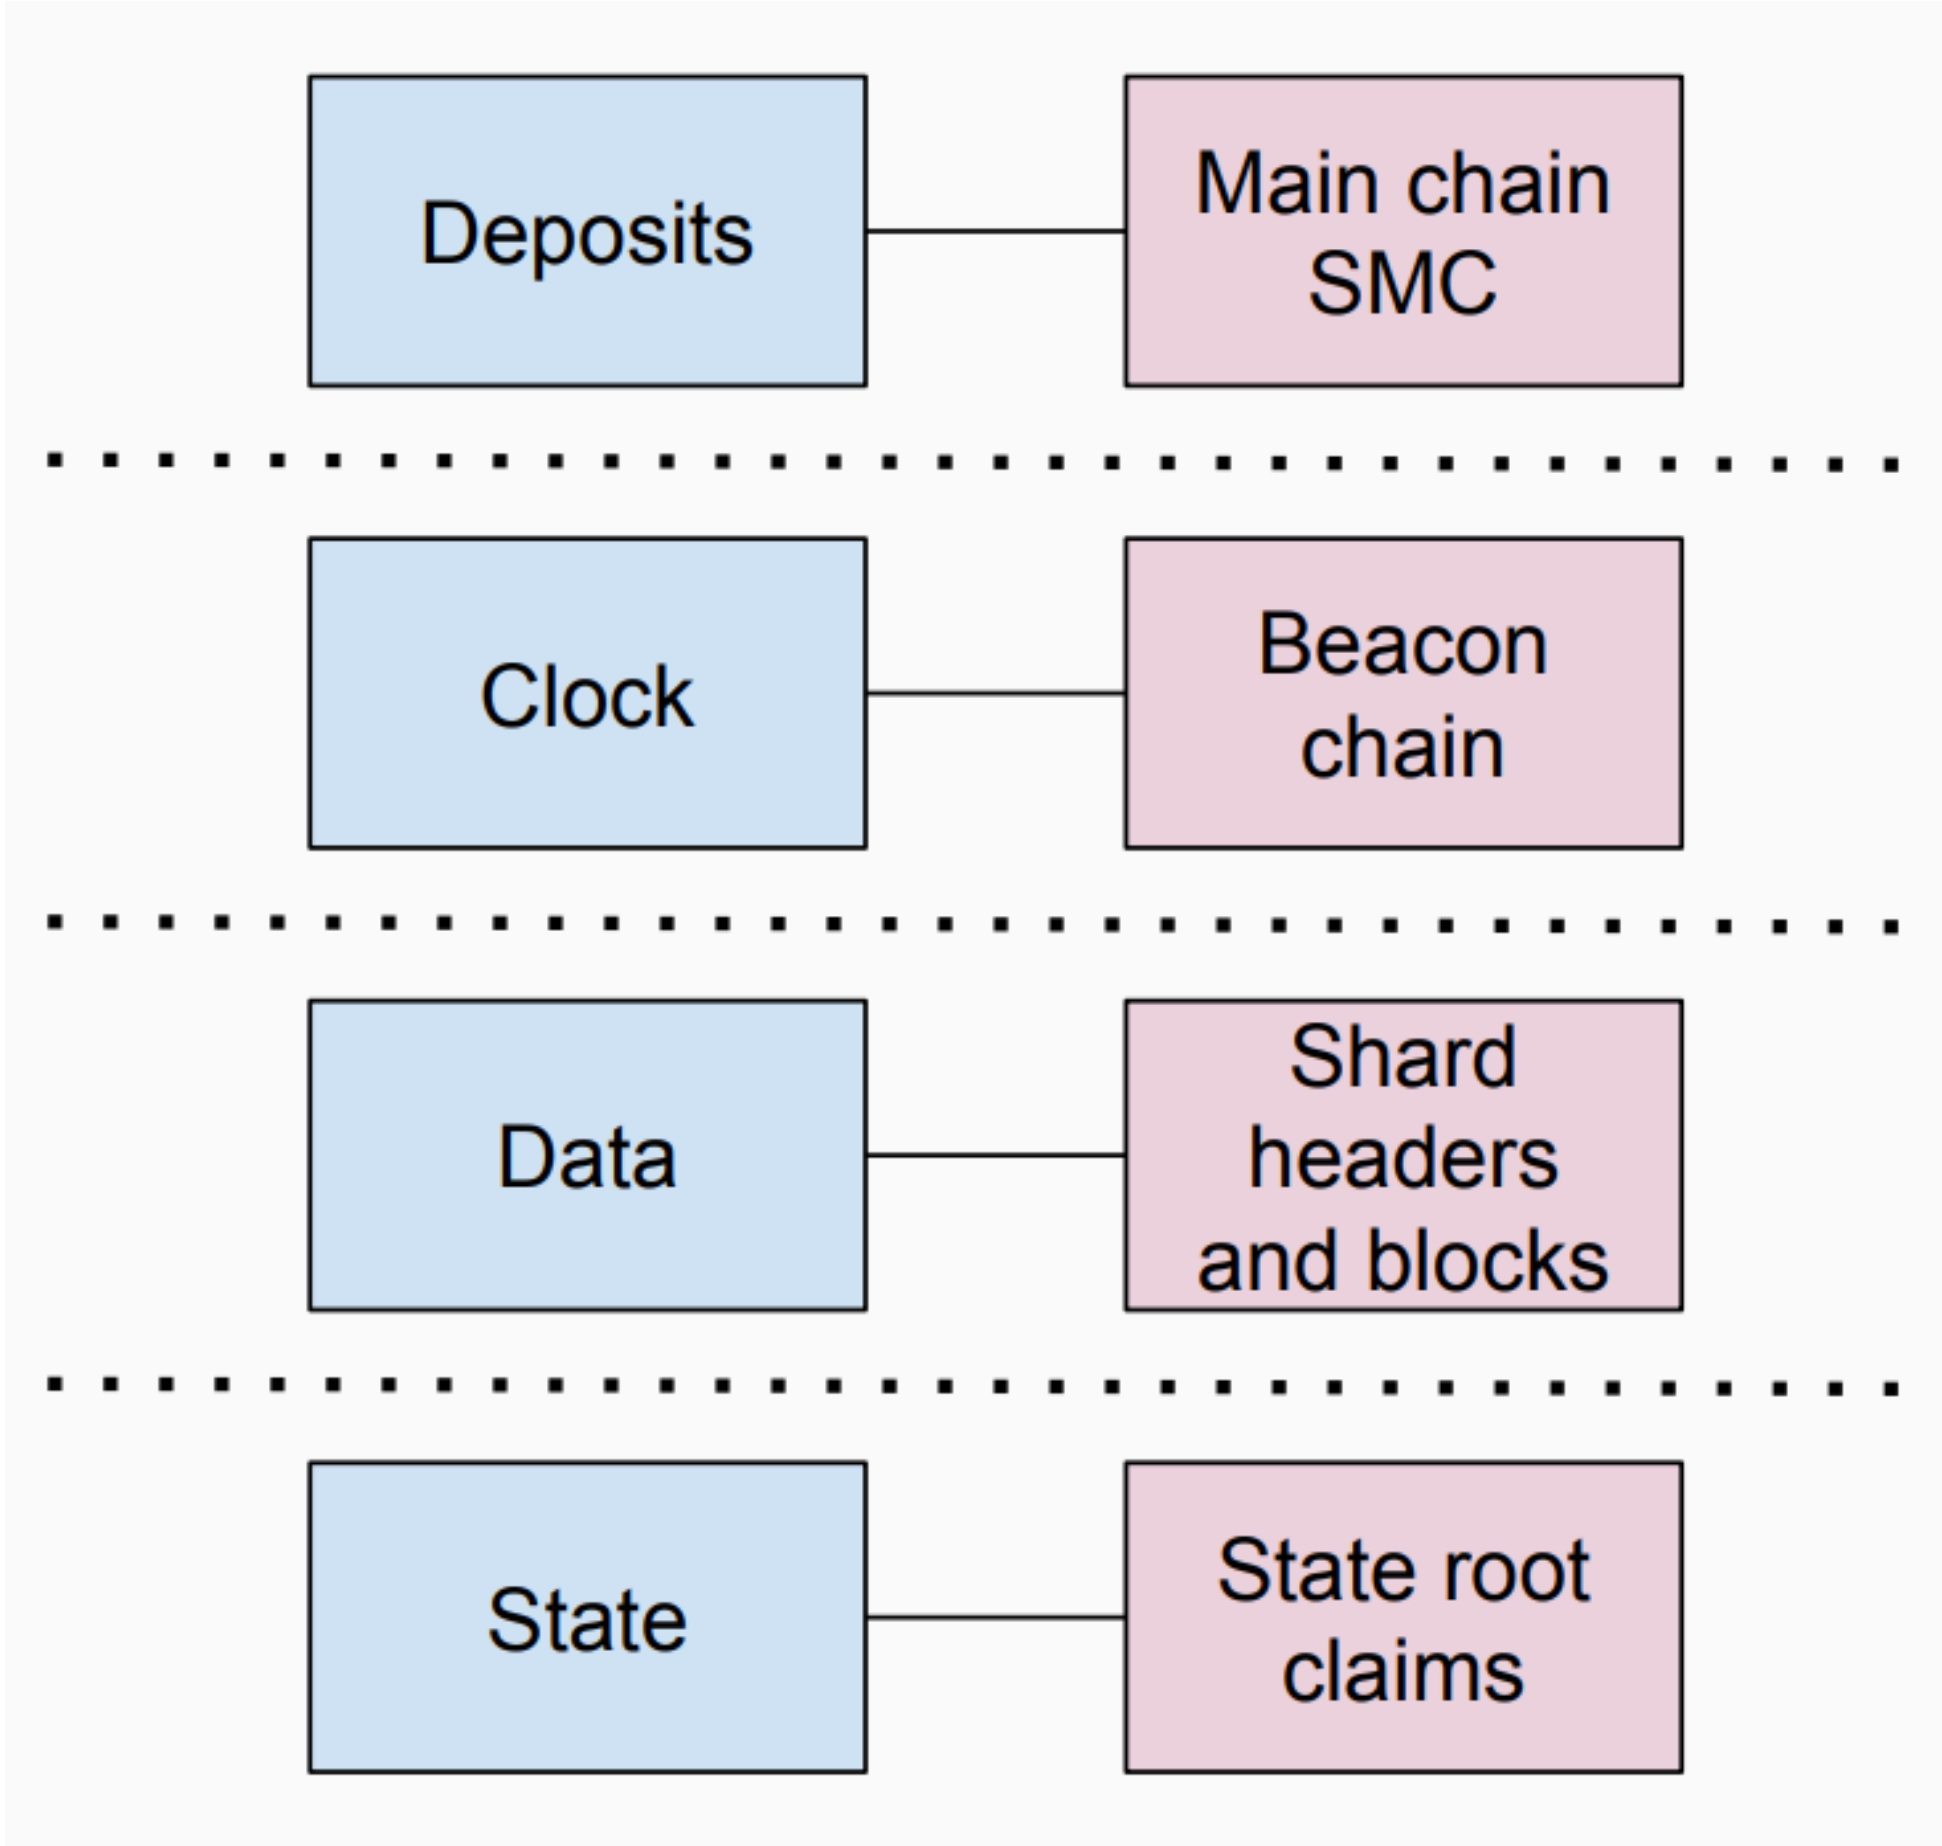 Deposits
Main chain
SMC
Clock
Beacon
chain
Data
Shard
headers
and blocks
State
State root
claims